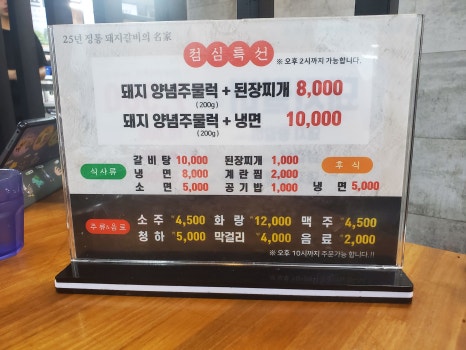 25년 정통 돼지갈비의 名家
점심특선
※ 오후 2시까지 가능합니다.
돼지 양념주물럭 + 된장찌개 8,000
(200g)
돼지 양념주물럭 + 냉면 10,000
(200g)
식사류
갈비탕 10,000 된장찌개 1,000
냉면 8,000 계란찜 2,000
소면 5,000 공기밥 1,000
후식
냉면 5,000
주류&음료
소주 4,500 화랑 12,000 맥주 4,500
청하 5,000 막걸리 4,000 음료 2,000
※ 오후 10시까지 주문가능 합니다 !!